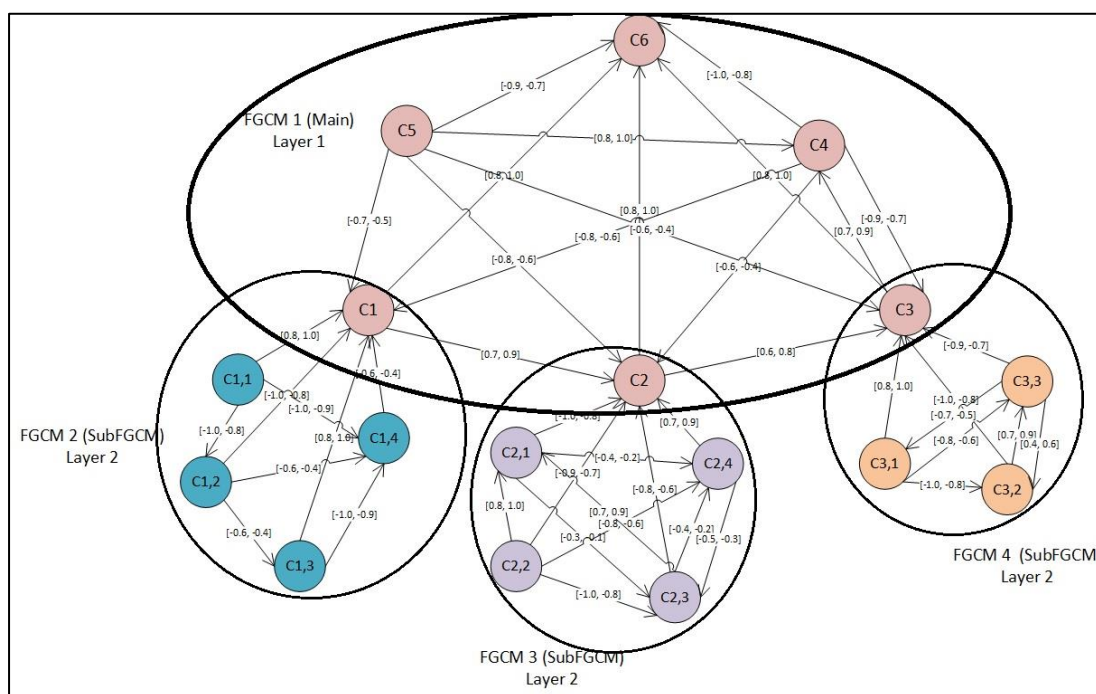 C6
[-0.9, -0.7]
[-1.0, -0.8]
FGCM 1 (Main)
Layer 1
C5
[0.8, 1.0]
C4
[0.8, 1.0]
[0.8, 1.0]
[-0.7, -0.5]
[0.8, 1.0]
[-0.9, -0.7]
[-0.6, -0.4]
[0.7, 0.9]
[-0.8, -0.6]
[-0.8, -0.6]
[-0.6, -0.4]
C1
C3
[0.8, 1.0]
[0.7, 0.9]
[0.6, 0.8]
[-0.9, -0.7]
C2
[0.8, 1.0]
C1,1
[-0.6, -0.4]
C3,3
[-1.0, -0.8]
[-1.0, -0.9]
[-1.0, -0.8]
[0.7, 0.9]
[-1.0, -0.8]
[-0.7, -0.5]
FGCM 2 (SubFGCM)
Layer 2
[-1.0, -0.8]
[0.8, 1.0]
C1,4
C2,1
[-0.4, -0.2]
C2,4
[-0.8, -0.6]
[0.7, 0.9]
[0.4, 0.6]
C3,1
[-0.6, -0.4]
[-0.9, -0.7]
[-0.8, -0.6]
C1,2
[-1.0, -0.8]
C3,2
[0.8, 1.0]
[0.7, 0.9]
[-1.0, -0.9]
[-0.8, -0.6]
[-0.4, -0.2]
[-0.6, -0.4]
[-0.3, -0.1]
[-0.5, -0.3]
FGCM 4 (SubFGCM
Layer 2
C1,3
C2,2
[-1.0, -0.8]
C2,3
FGCM 3 (SubFGCM)
Layer 2